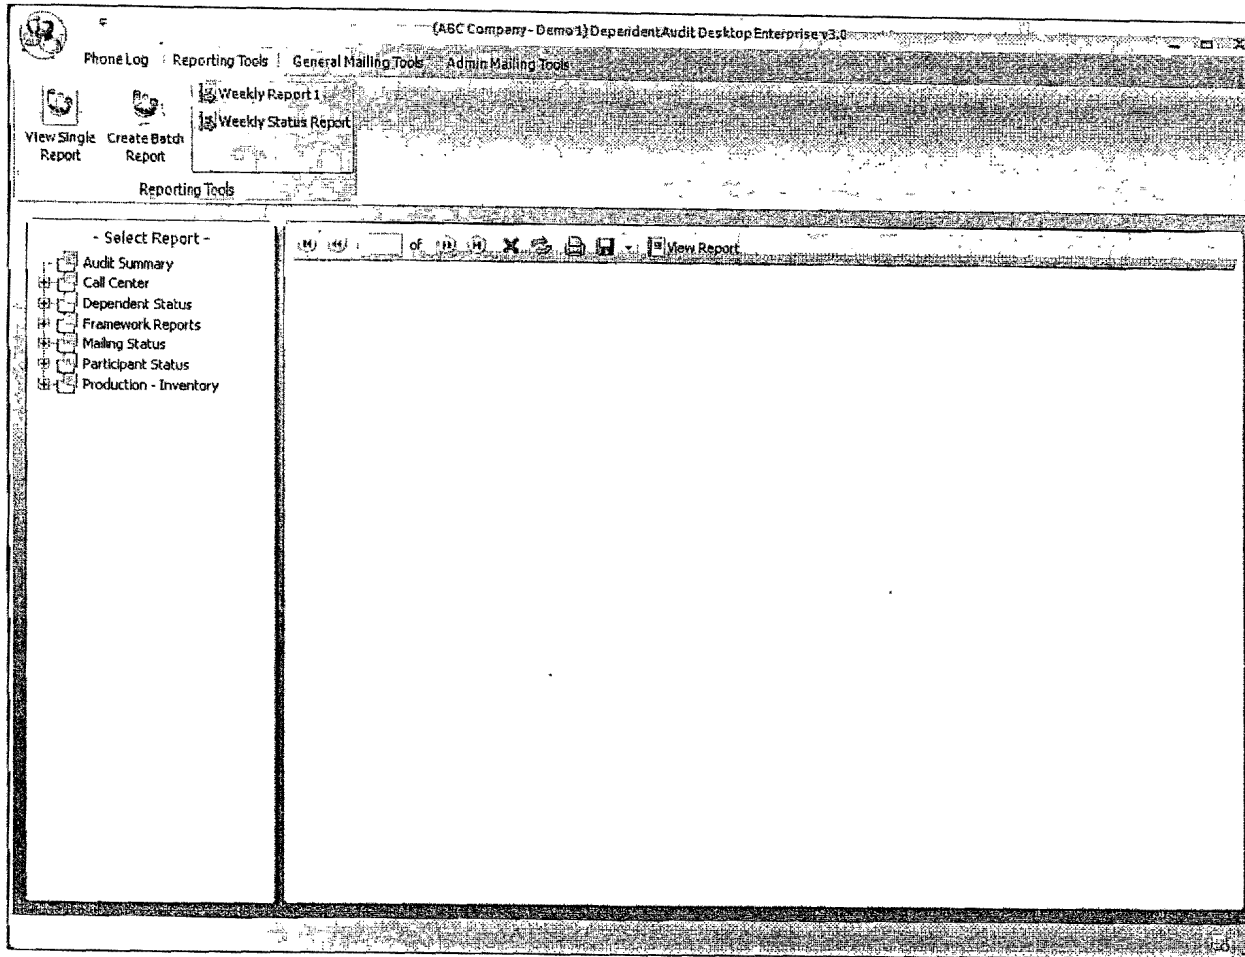 (ABC Company - Demo 1) DependentAudit Desktop Enterprise v3.0
Phone Log Reporting Tools General Mailing Tools Admin Mailing Tools
Weekly Report 1
Weekly Status Report
View Single Report
Create Batch Report
Reporting Tools
- Select Report -
Audit Summary
Call Center
Dependent Status
Framework Reports
Mailing Status
Participant Status
Production - Inventory
of
View Report